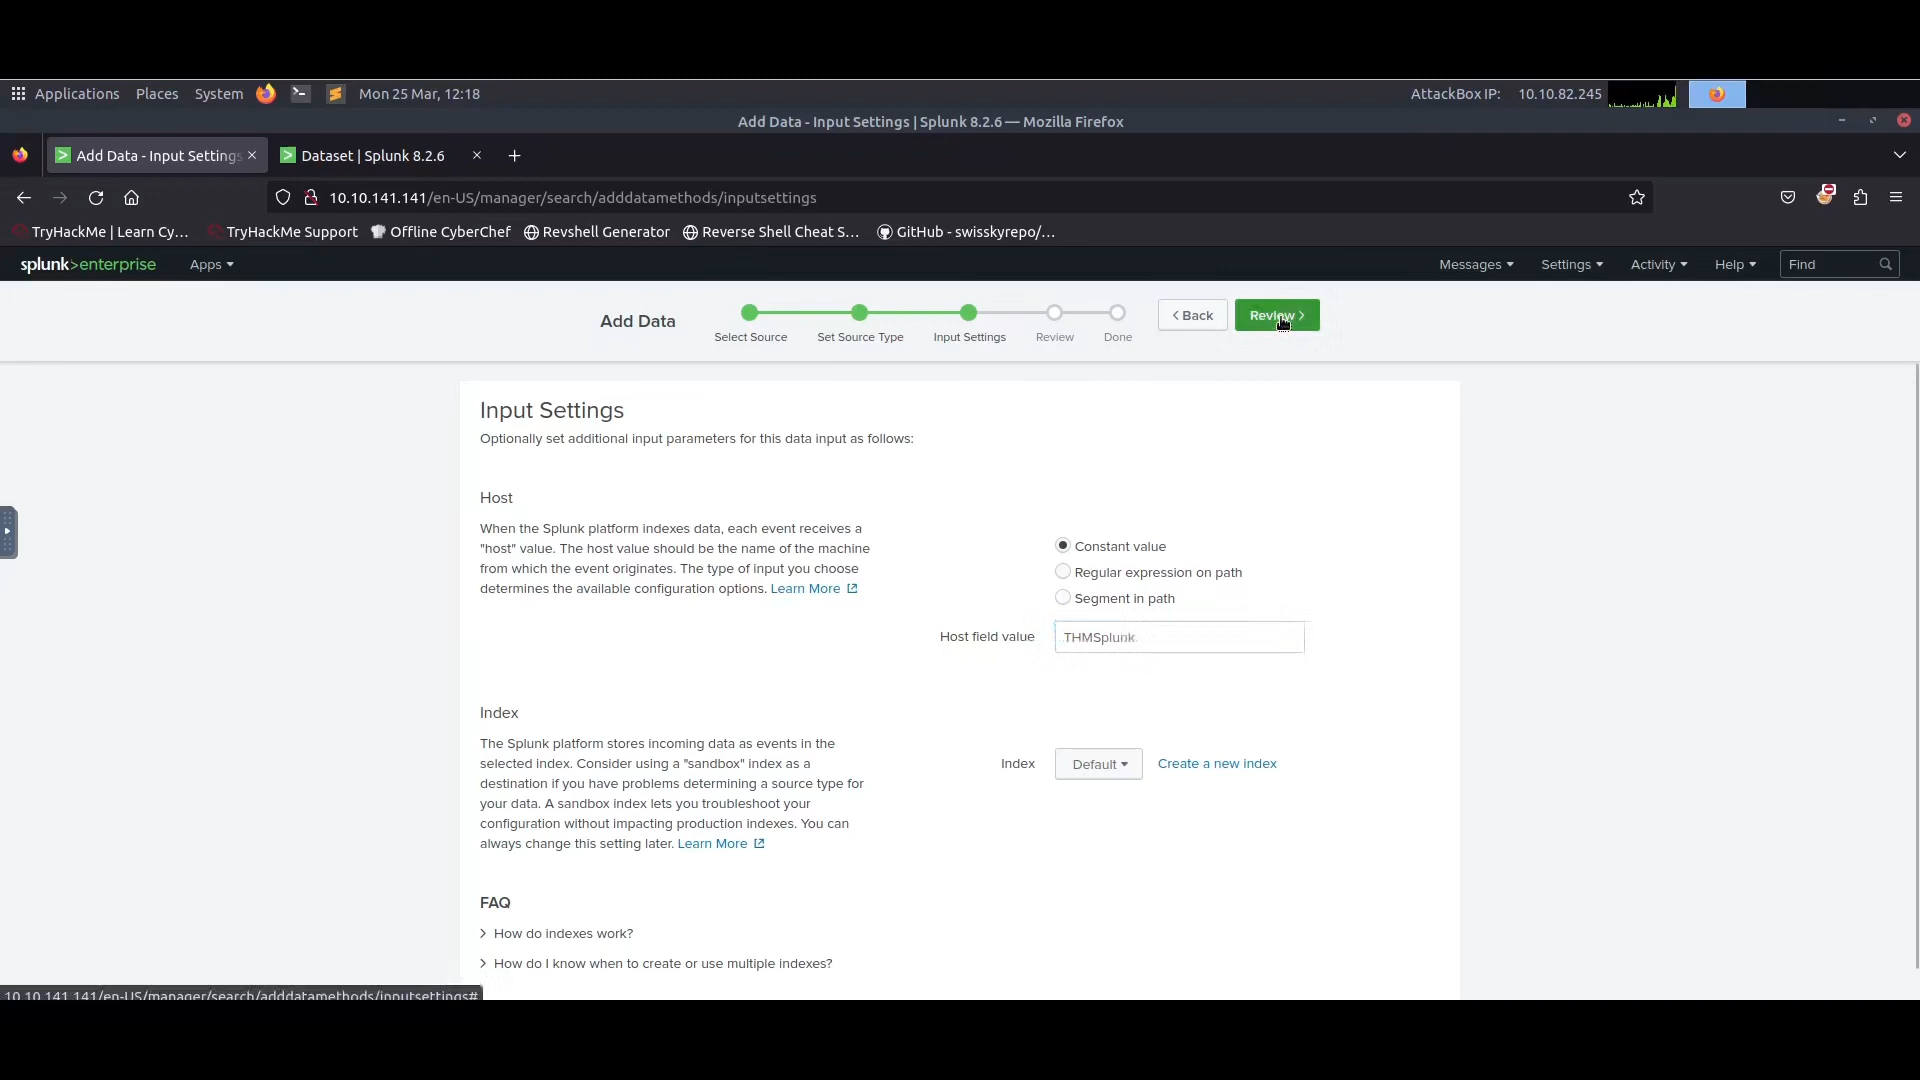 Applications Places System Mon 25 Mar, 12:18 AttackBox IP: 10.10.82.245
Add Data - Input Settings | Splunk 8.2.6 — Mozilla Firefox
Add Data - Input Settings Dataset | Splunk 8.2.6
10.10.141.141/en-US/manager/search/adddatamethods/inputsettings
TryHackMe | Learn Cy... TryHackMe Support Offline CyberChef Revshell Generator Reverse Shell Cheat S... GitHub - swisskyrepo/...
splunk>enterprise Apps Messages Settings Activity Help Find
Add Data
Select Source Set Source Type Input Settings Review Done
< Back Review >
Input Settings
Optionally set additional input parameters for this data input as follows:
Host
When the Splunk platform indexes data, each event receives a
"host" value. The host value should be the name of the machine
from which the event originates. The type of input you choose
determines the available configuration options. Learn More
Constant value
Regular expression on path
Segment in path
Host field value THMSplunk
Index
The Splunk platform stores incoming data as events in the
selected index. Consider using a "sandbox" index as a
destination if you have problems determining a source type for
your data. A sandbox index lets you troubleshoot your
configuration without impacting production indexes. You can
always change this setting later. Learn More
Index Default Create a new index
FAQ
> How do indexes work?
> How do I know when to create or use multiple indexes?
10.10.141.141/en-US/manager/search/adddatamethods/inputsettings#